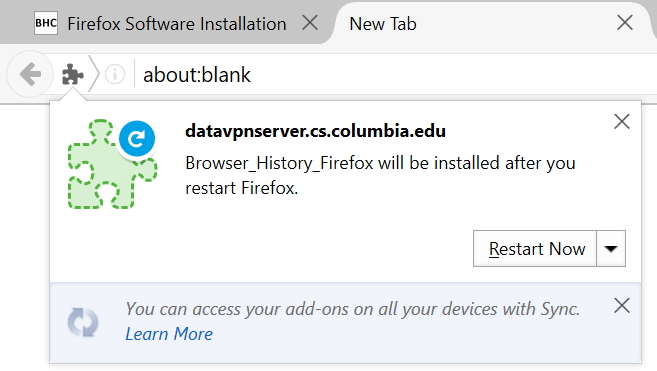 BHC Firefox Software Installation New Tab
about:blank
datavpnserver.cs.columbia.edu
Browser_History_Firefox will be installed after you
restart Firefox.
Restart Now
You can access your add-ons on all your devices with Sync.
Learn More